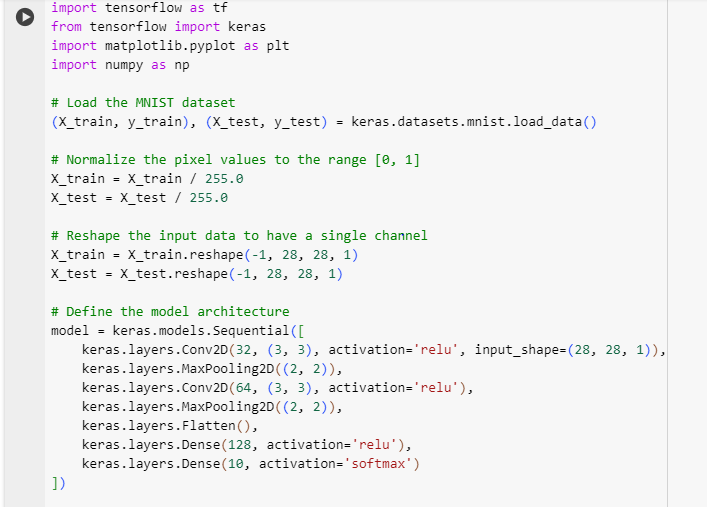 import tensorflow as tf
from tensorflow import keras
import matplotlib.pyplot as plt
import numpy as np

# Load the MNIST dataset
(X_train, y_train), (X_test, y_test) = keras.datasets.mnist.load_data()

# Normalize the pixel values to the range [0, 1]
X_train = X_train / 255.0
X_test = X_test / 255.0

# Reshape the input data to have a single channel
X_train = X_train.reshape(-1, 28, 28, 1)
X_test = X_test.reshape(-1, 28, 28, 1)

# Define the model architecture
model = keras.models.Sequential([
    keras.layers.Conv2D(32, (3, 3), activation='relu', input_shape=(28, 28, 1)),
    keras.layers.MaxPooling2D((2, 2)),
    keras.layers.Conv2D(64, (3, 3), activation='relu'),
    keras.layers.MaxPooling2D((2, 2)),
    keras.layers.Flatten(),
    keras.layers.Dense(128, activation='relu'),
    keras.layers.Dense(10, activation='softmax')
])